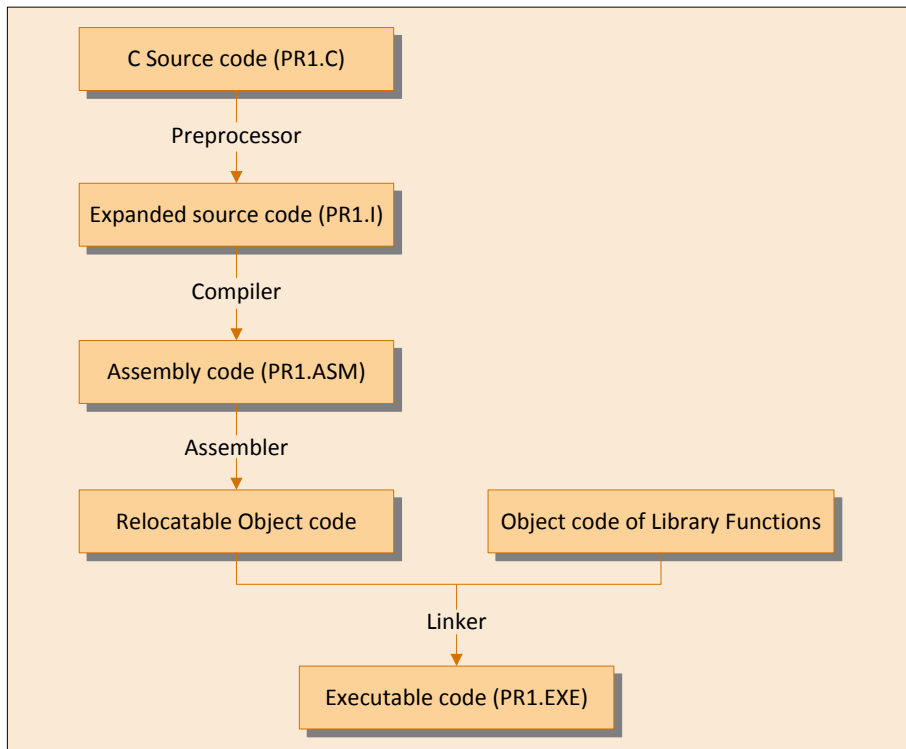 C Source code (PR1.C)
Preprocessor
Expanded source code (PR1.I)
Compiler
Assembly code (PR1.ASM)
Assembler
Relocatable Object code
Object code of Library Functions
Linker
Executable code (PR1.EXE)